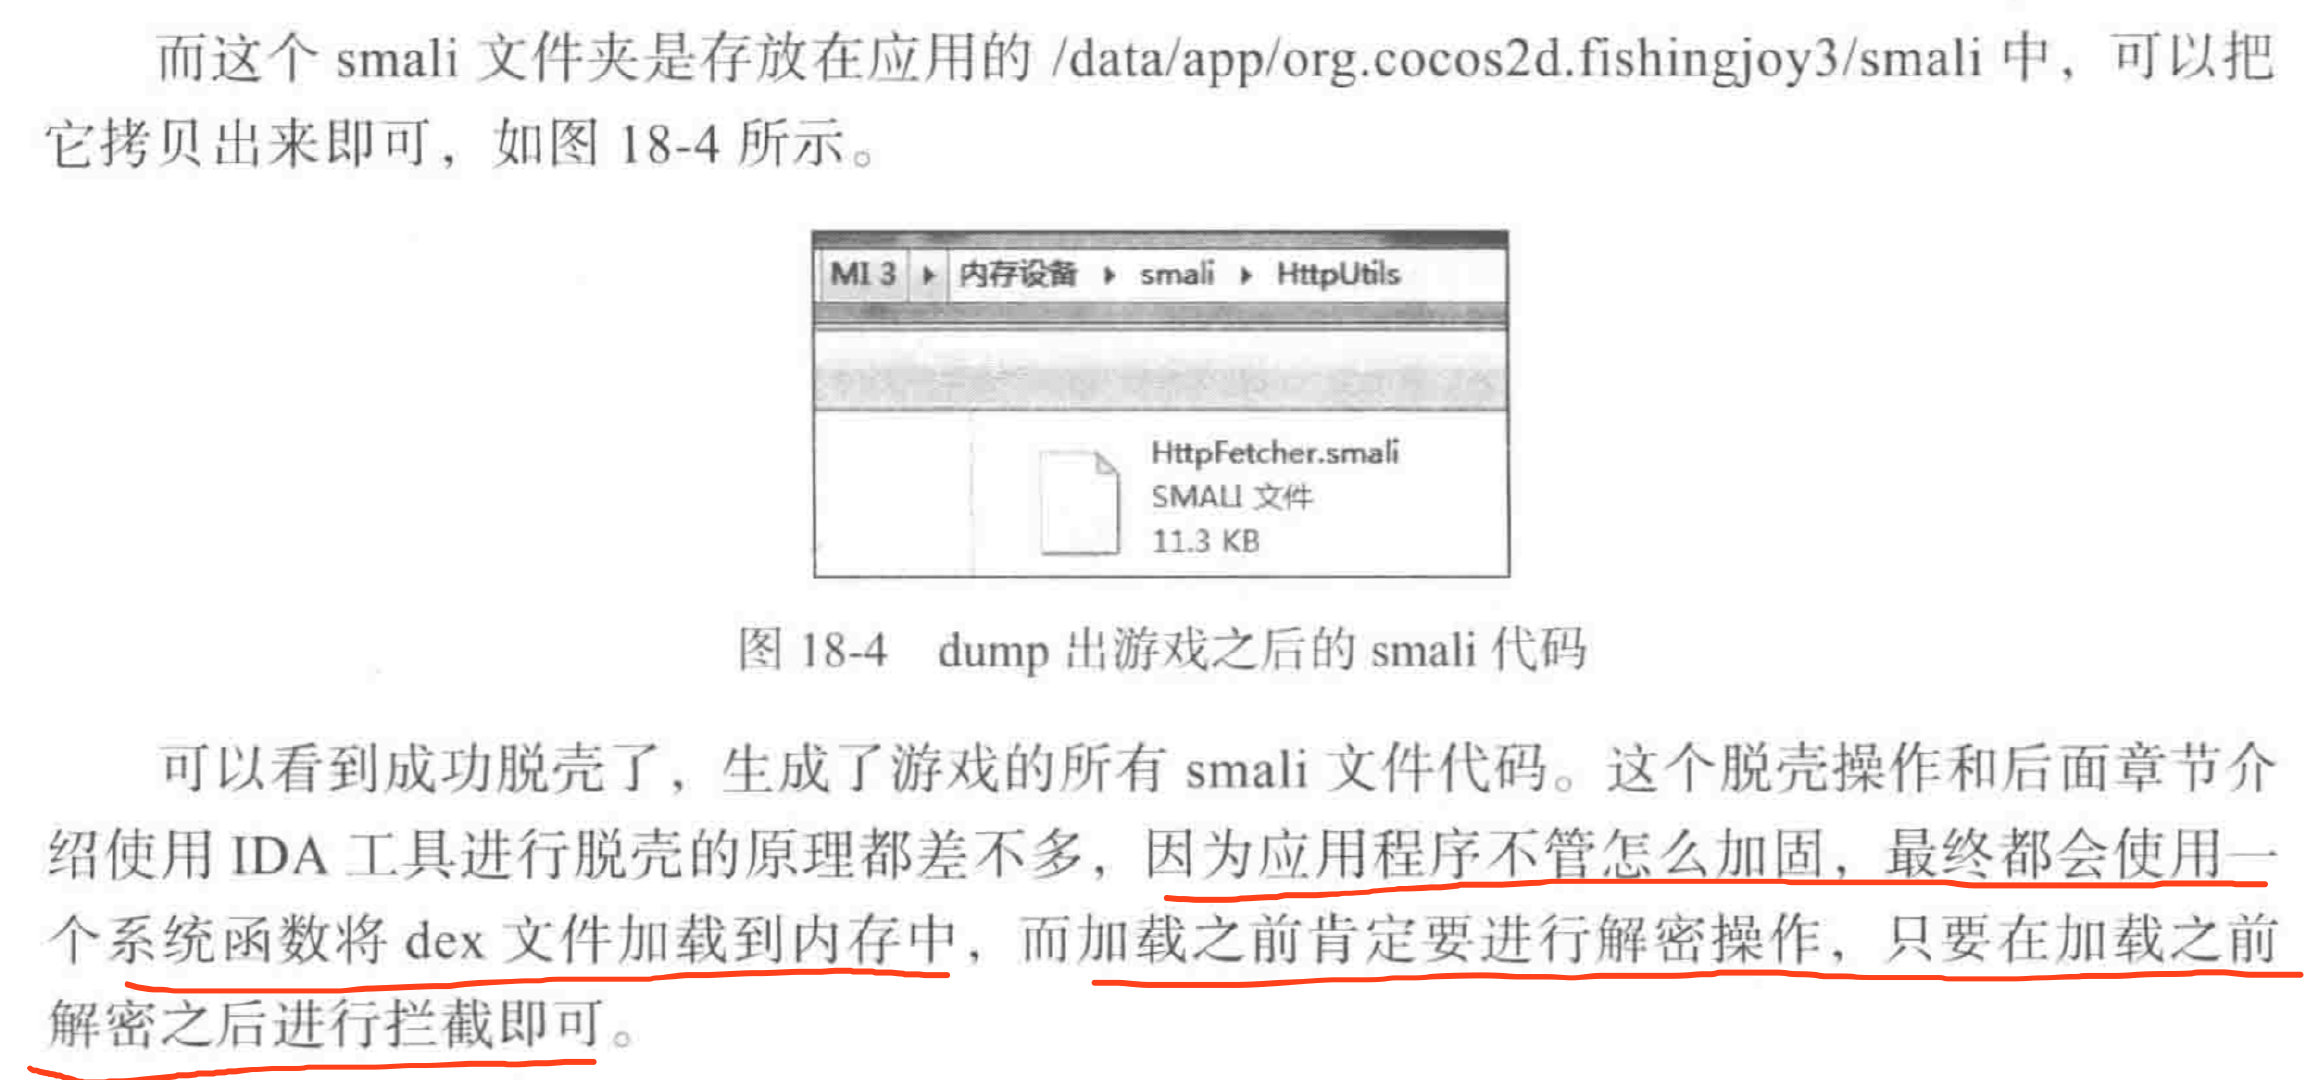 而这个 smali 文件夹是存放在应用的 /data/app/org.cocos2d.fishingjoy3/smali 中，可以把
它拷贝出来即可，如图 18-4 所示。
MI 3 ▸ 内存设备 ▸ smali ▸ HttpUtils
HttpFetcher.smali
SMALI 文件
11.3 KB
图 18-4 dump 出游戏之后的 smali 代码
可以看到成功脱壳了，生成了游戏的所有 smali 文件代码。这个脱壳操作和后面章节介
绍使用 IDA 工具进行脱壳的原理都差不多，因为应用程序不管怎么加固，最终都会使用一
个系统函数将 dex 文件加载到内存中，而加载之前肯定要进行解密操作，只要在加载之前
解密之后进行拦截即可。